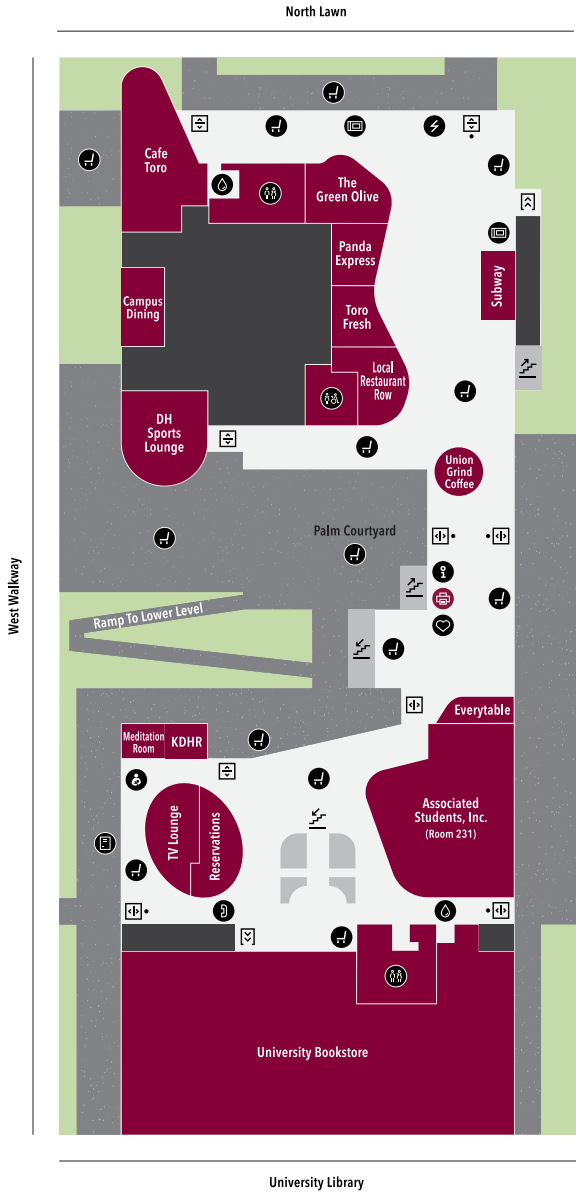 North Lawn
Cafe
Toro
The
Green Olive
Panda
Express
Subway
Campus
Dining
Toro
Fresh
Local
Restaurant
Row
DH
Sports
Lounge
Union
Grind
Coffee
Palm Courtyard
West Walkway
Ramp To Lower Level
Everytable
Meditation
Room
KDHR
TV Lounge
Reservations
Associated
Students, Inc.
(Room 231)
University Bookstore
University Library